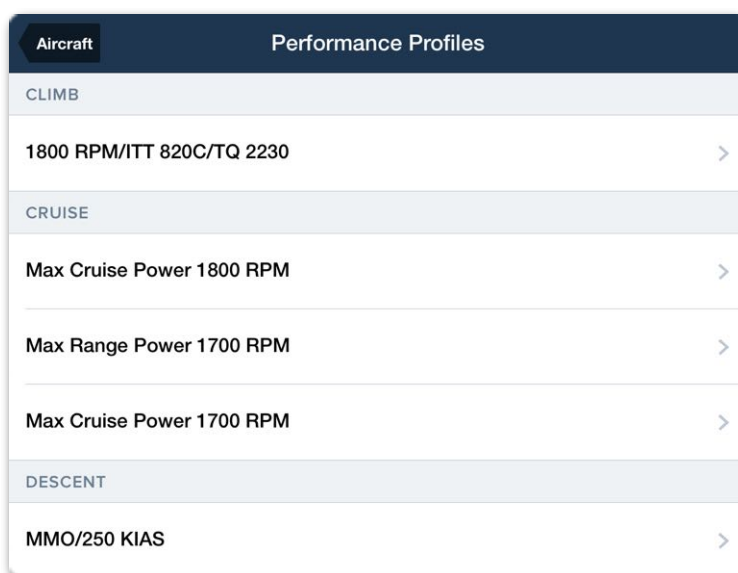 Aircraft
Performance Profiles
CLIMB
1800 RPM/ITT 820C/TQ 2230
CRUISE
Max Cruise Power 1800 RPM
Max Range Power 1700 RPM
Max Cruise Power 1700 RPM
DESCENT
MMO/250 KIAS